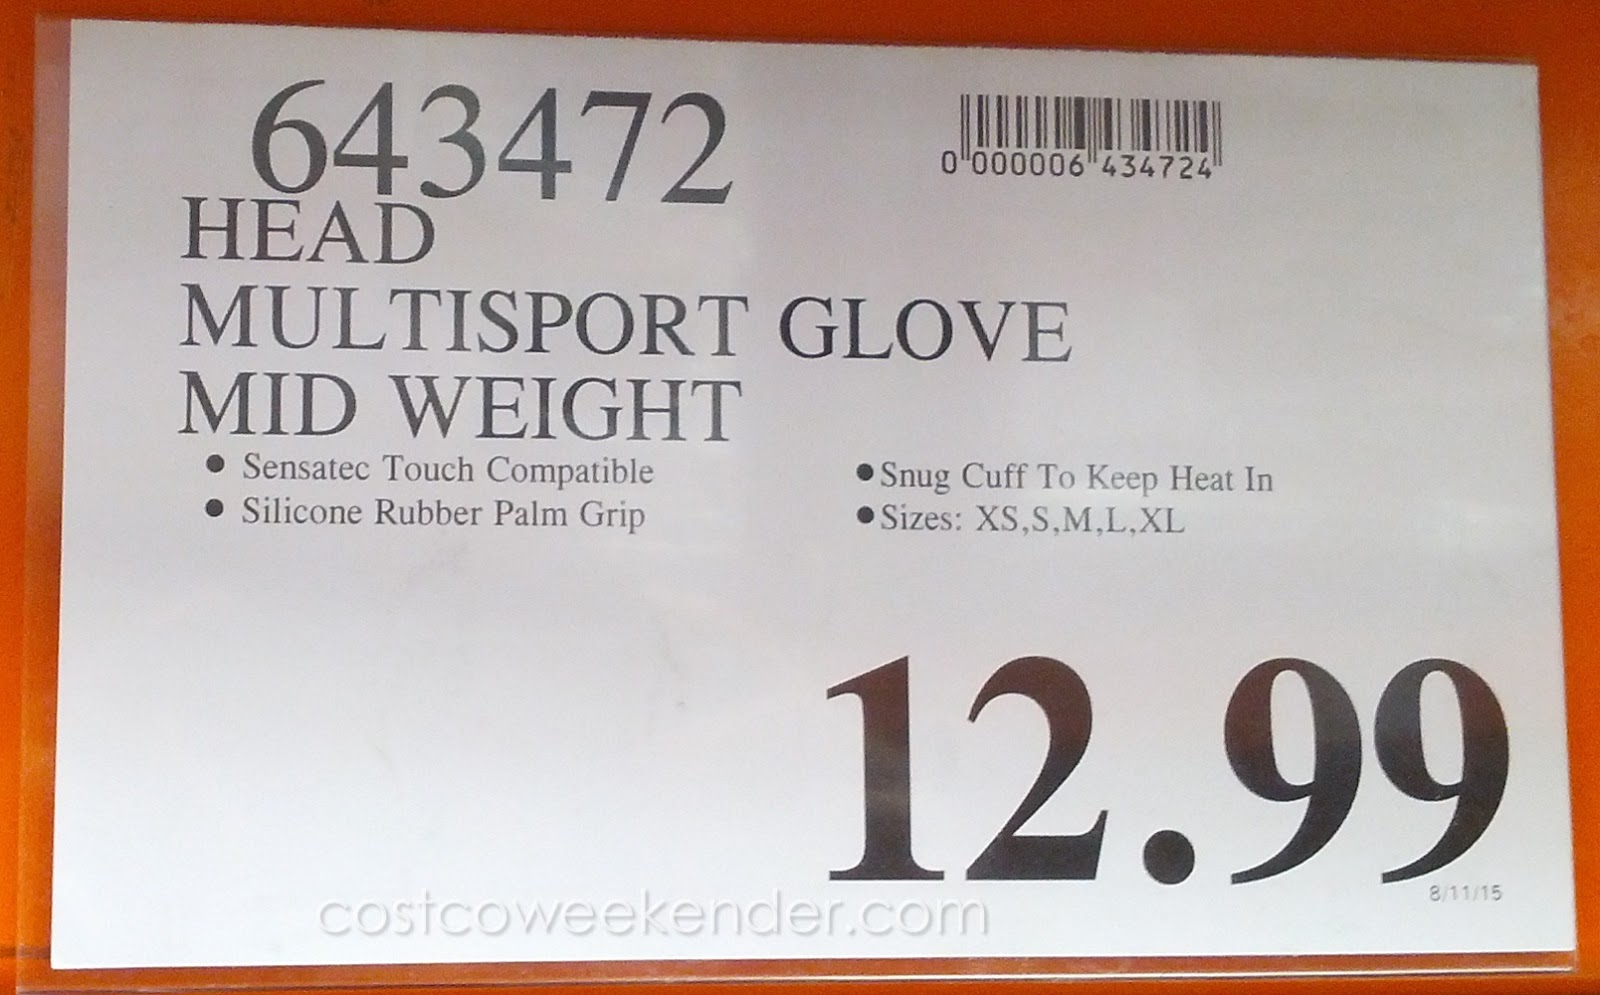 643472
0 000006 434724
HEAD
MULTISPORT GLOVE
MID WEIGHT
• Sensatec Touch Compatible
• Silicone Rubber Palm Grip
• Snug Cuff To Keep Heat In
• Sizes: XS,S,M,L,XL
12.99
8/11/15
costcoweekender.com